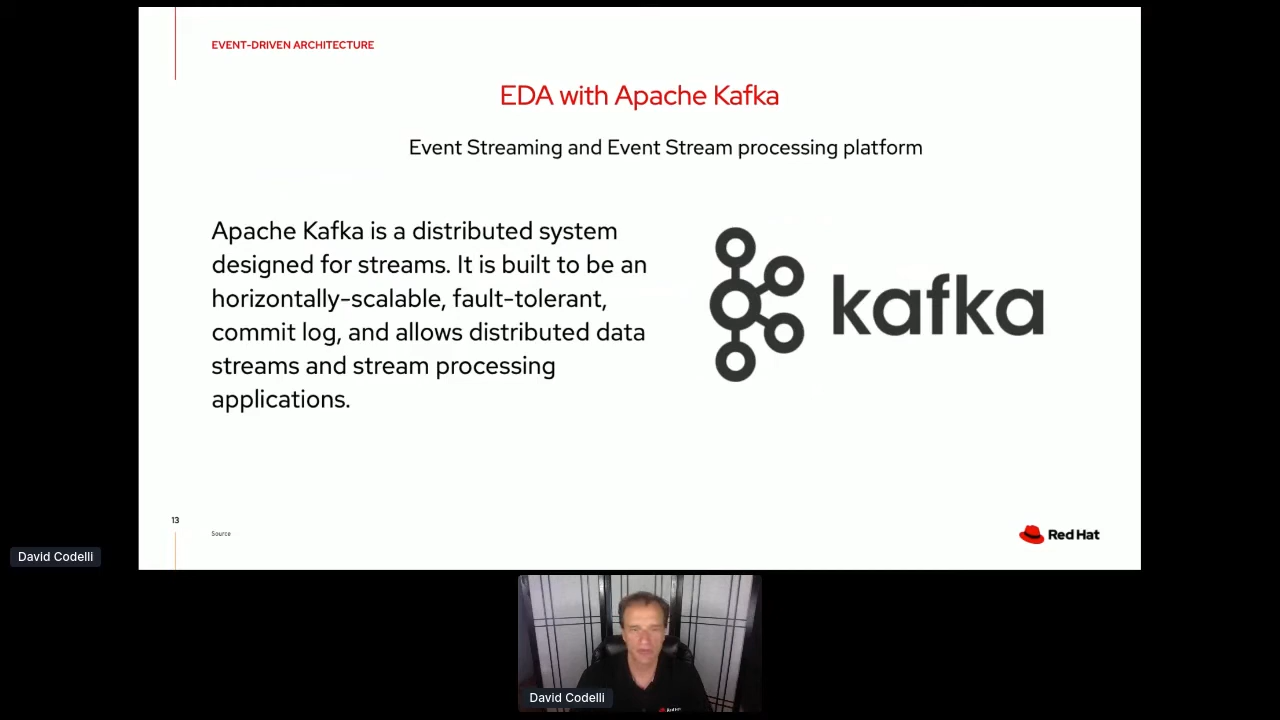 EVENT-DRIVEN ARCHITECTURE
EDA with Apache Kafka
Event Streaming and Event Stream processing platform
Apache Kafka is a distributed system
designed for streams. It is built to be an
horizontally-scalable, fault-tolerant,
commit log, and allows distributed data
streams and stream processing
applications.
kafka
13
Source
Red Hat
David Codelli
David Codelli